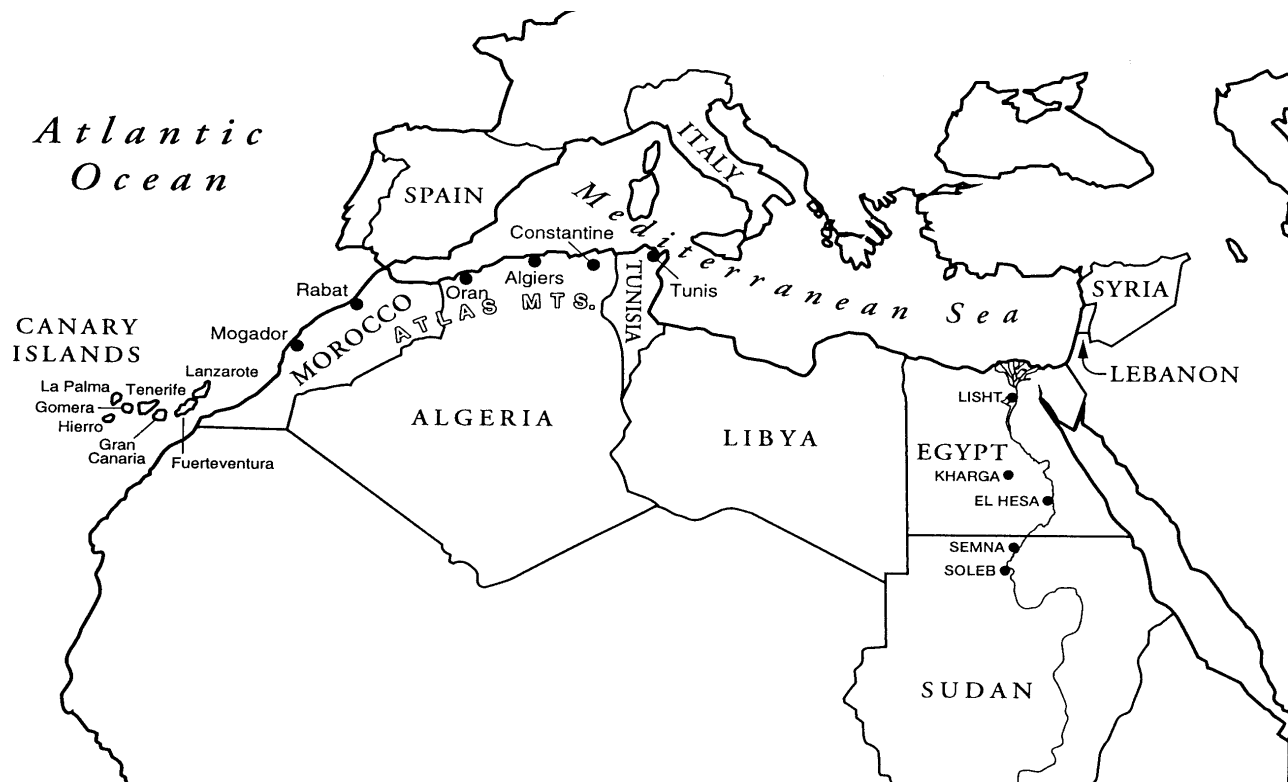 Atlantic
Ocean
SPAIN
ITALY
Mediterranean Sea
Constantine
Algiers
Oran
Tunis
TUNISIA
Rabat
Mogador
MOROCCO
ATLAS MTS.
CANARY
ISLANDS
La Palma
Tenerife
Lanzarote
Gomera
Hierro
Gran
Canaria
Fuerteventura
ALGERIA
LIBYA
SYRIA
LEBANON
LISHT
EGYPT
KHARGA
EL HESA
SEMNA
SOLEB
SUDAN